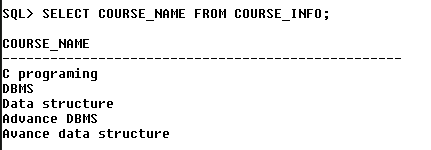 SQL> SELECT COURSE_NAME FROM COURSE_INFO;
COURSE_NAME
--------------------------------------------------
C programing
DBMS
Data structure
Advance DBMS
Avance data structure